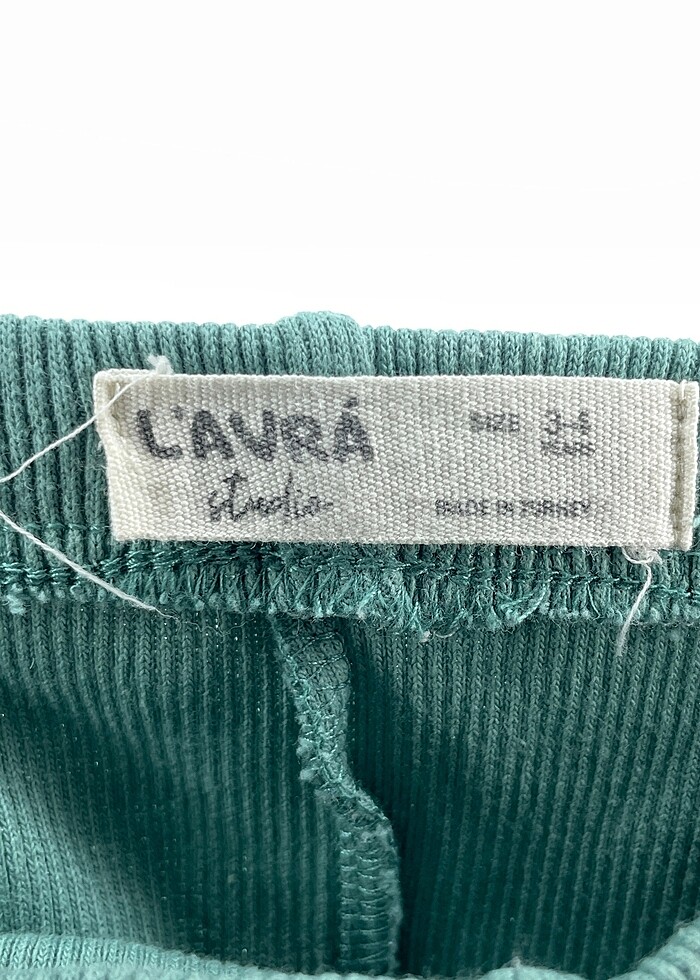 L'AVRÁ
studio
SIZE 3-4
MADE IN TURKEY